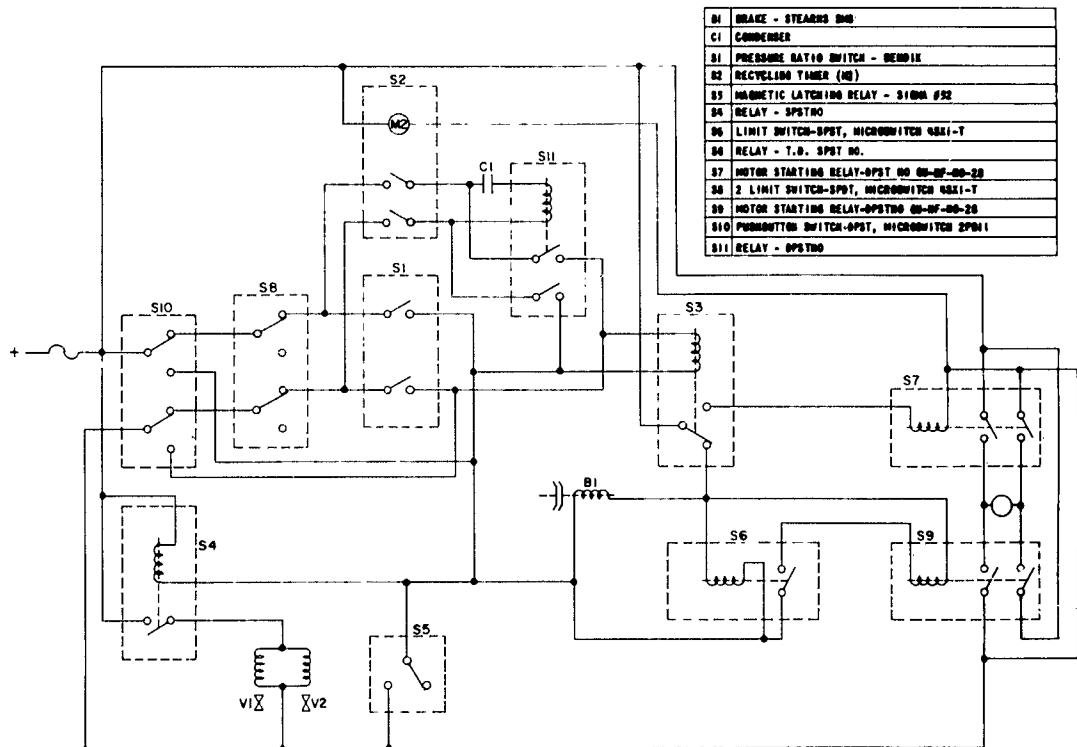 B1 BRAKE - STEARNS SMB
C1 CONDENSER
S1 PRESSURE RATIO SWITCH - BENDIX
S2 RECYCLING TIMER (M2)
S3 MAGNETIC LATCHING RELAY - SIGMA #52
S4 RELAY - SPSTNO
S5 LIMIT SWITCH-SPST, MICROSWITCH
S6 RELAY - T.D. SPST NO.
S7 MOTOR STARTING RELAY-DPST NO
S8 2 LIMIT SWITCH-SPDT, MICROSWITCH
S9 MOTOR STARTING RELAY-DPSTNO
S10 PUSHBUTTON SWITCH-DPST, MICROSWITCH 2PB11
S11 RELAY - DPSTNO
S2
M2
C1
S11
S1
S8
S10
S3
+
S7
B1
S4
S6
S9
S5
V1
V2